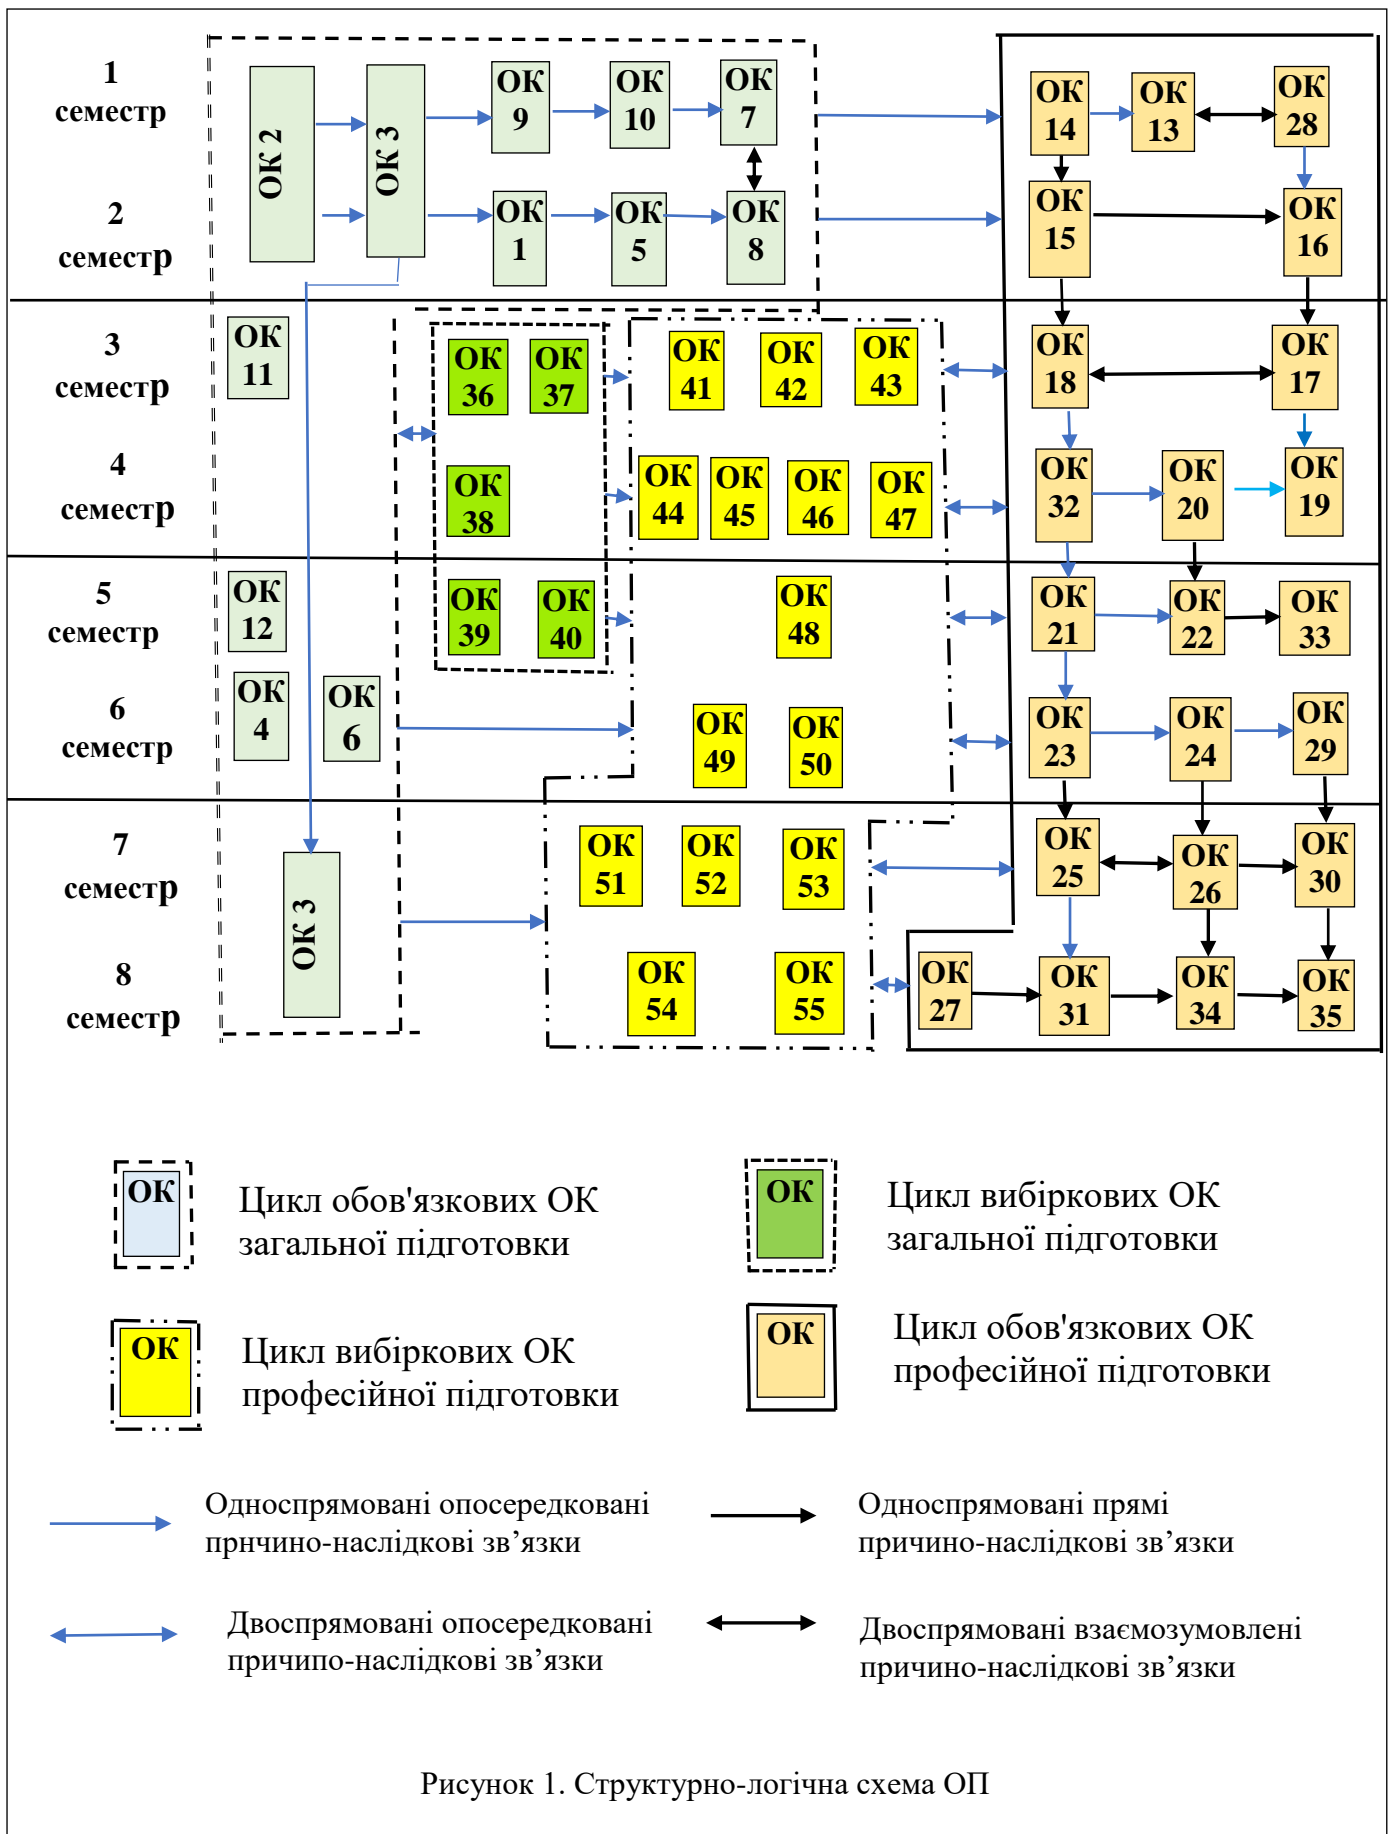 1
семестр
ОК 2
ОК 3
ОК
9
ОК
10
ОК
7
ОК
14
ОК
13
ОК
28
2
семестр
ОК
1
ОК
5
ОК
8
ОК
15
ОК
16
3
семестр
ОК
11
ОК
36
ОК
37
ОК
41
ОК
42
ОК
43
ОК
18
ОК
17
4
семестр
ОК
38
ОК
44
ОК
45
ОК
46
ОК
47
ОК
32
ОК
20
ОК
19
5
семестр
ОК
12
ОК
39
ОК
40
ОК
48
ОК
21
ОК
22
ОК
33
6
семестр
ОК
4
ОК
6
ОК
49
ОК
50
ОК
23
ОК
24
ОК
29
7
семестр
ОК 3
ОК
51
ОК
52
ОК
53
ОК
25
ОК
26
ОК
30
8
семестр
ОК
54
ОК
55
ОК
27
ОК
31
ОК
34
ОК
35
ОК
Цикл обов'язкових ОК
загальної підготовки
ОК
Цикл вибіркових ОК
загальної підготовки
ОК
Цикл вибіркових ОК
професійної підготовки
ОК
Цикл обов'язкових ОК
професійної підготовки
Односпрямовані опосередковані
прнчино-наслідкові зв’язки
Односпрямовані прямі
причино-наслідкові зв’язки
Двоспрямовані опосередковані
причипо-наслідкові зв’язки
Двоспрямовані взаємозумовлені
причино-наслідкові зв’язки
Рисунок 1. Структурно-логічна схема ОП